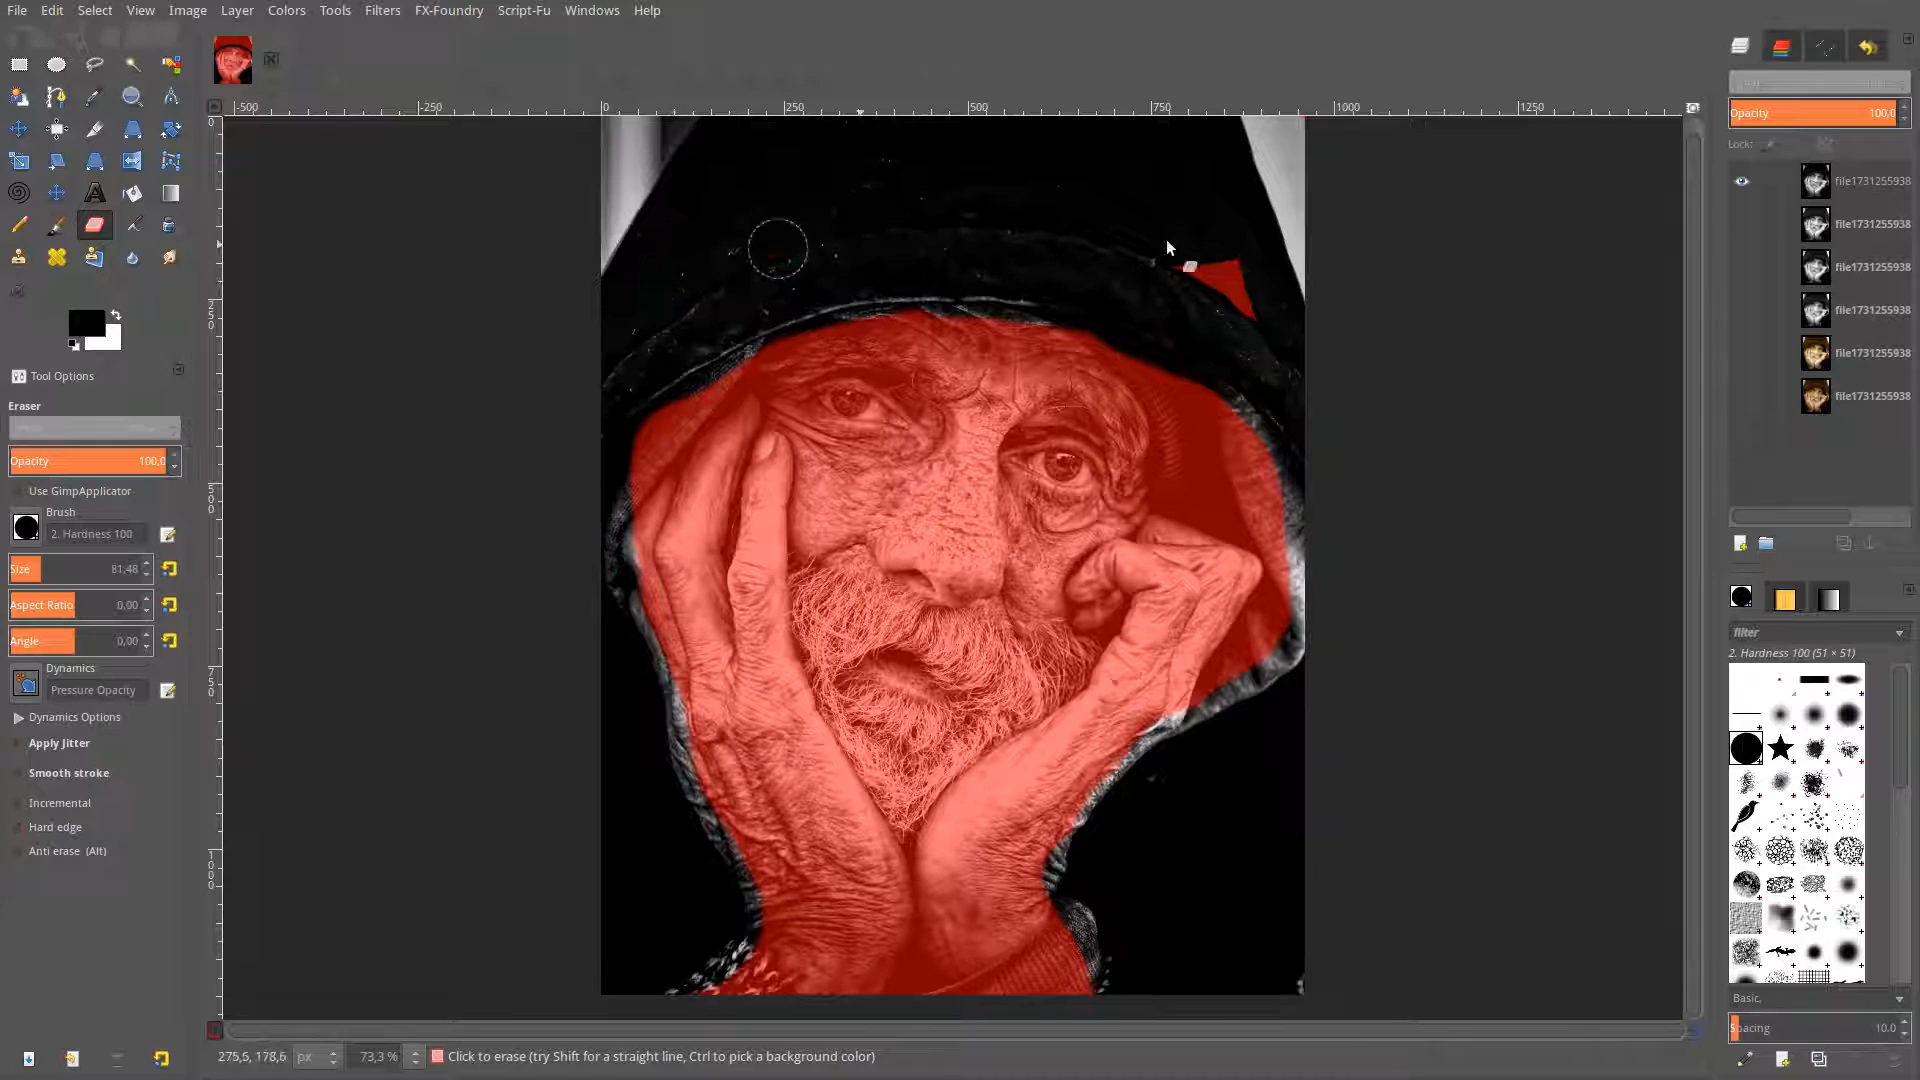 File Edit Select View Image Layer Colors Tools Filters FX-Foundry Script-Fu Windows Help
-500 -250 0 250 500 750 1000 1250
Opacity 100,0
Lock:
file1731255938
file1731255938
file1731255938
file1731255938
file1731255938
file1731255938
0
250
500
750
1000
Tool Options
Eraser
Opacity 100,0
Use GimpApplicator
Brush
2. Hardness 100
Size 81,48
Aspect Ratio 0,00
Angle 0,00
Dynamics
Pressure Opacity
Dynamics Options
Apply Jitter
Smooth stroke
Incremental
Hard edge
Anti erase (Alt)
filter
2. Hardness 100 (51 × 51)
Basic,
Spacing 10.0
275,5, 178,6 px 73,3 % Click to erase (try Shift for a straight line, Ctrl to pick a background color)